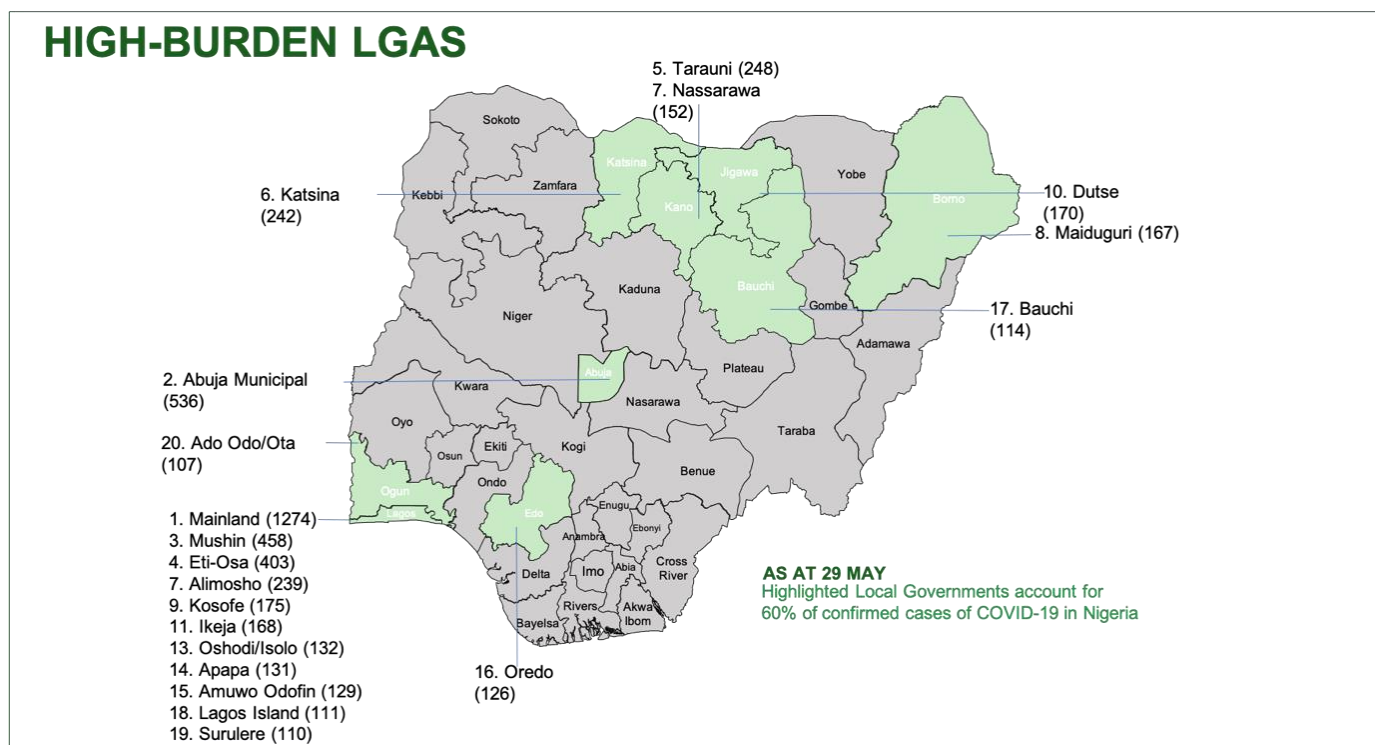 HIGH-BURDEN LGAS
5. Tarauni (248)
7. Nassarawa
(152)
6. Katsina
(242)
10. Dutse
(170)
8. Maiduguri (167)
17. Bauchi
(114)
2. Abuja Municipal
(536)
20. Ado Odo/Ota
(107)
1. Mainland (1274)
3. Mushin (458)
4. Eti-Osa (403)
7. Alimosho (239)
9. Kosofe (175)
11. Ikeja (168)
13. Oshodi/Isolo (132)
14. Apapa (131)
15. Amuwo Odofin (129)
18. Lagos Island (111)
19. Surulere (110)
16. Oredo
(126)
Sokoto
Kebbi
Zamfara
Katsina
Kano
Jigawa
Yobe
Borno
Kaduna
Bauchi
Gombe
Adamawa
Niger
Abuja
Plateau
Kwara
Nasarawa
Taraba
Oyo
Osun
Ekiti
Kogi
Benue
Ogun
Lagos
Ondo
Edo
Enugu
Ebonyi
Anambra
Delta
Imo
Abia
Cross
River
Bayelsa
Rivers
Akwa
Ibom
AS AT 29 MAY
Highlighted Local Governments account for
60% of confirmed cases of COVID-19 in Nigeria